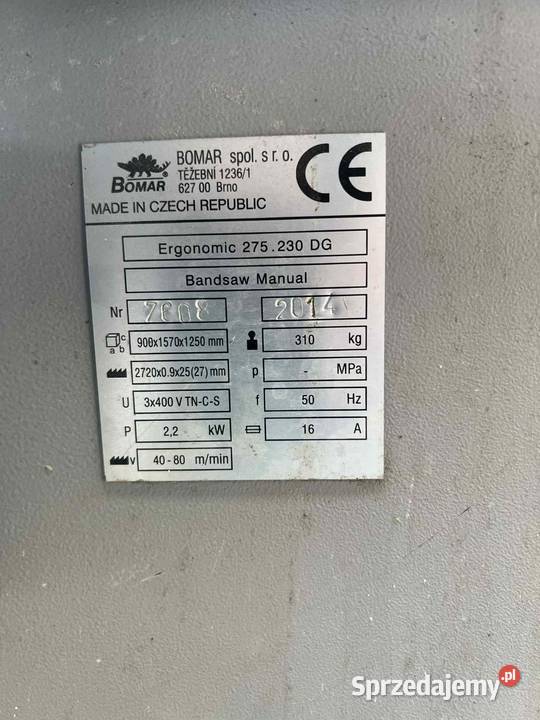 BOMAR
BOMAR spol. s r. o.
TĚŽEBNÍ 1236/1
627 00 Brno
CE
MADE IN CZECH REPUBLIC
Ergonomic 275.230 DG
Bandsaw Manual
Nr 7608 2014
a b c 900x1570x1250 mm 310 kg
2720x0.9x25(27) mm p - MPa
U 3x400 V TN-C-S f 50 Hz
P 2,2 kW 16 A
v 40-80 m/min
Sprzedajemy.pl